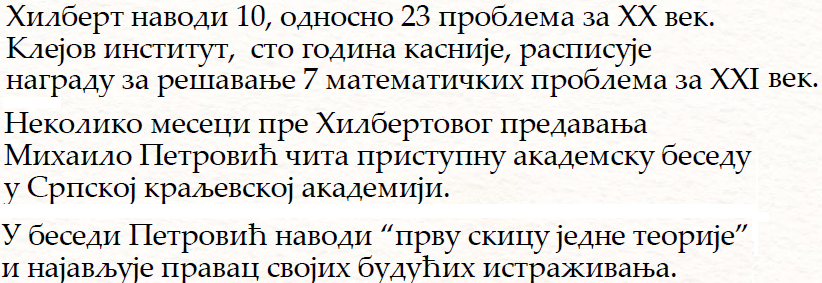 Хилберт наводи 10, односно 23 проблема за XX век.
Клејов институт, сто година касније, расписује
награду за решавање 7 математичких проблема за XXI век.
Неколико месеци пре Хилбертовог предавања
Михаило Петровић чита приступну академску беседу
у Српској краљевској академији.
У беседи Петровић наводи “прву скицу једне теорије”
и најављује правац својих будућих истраживања.